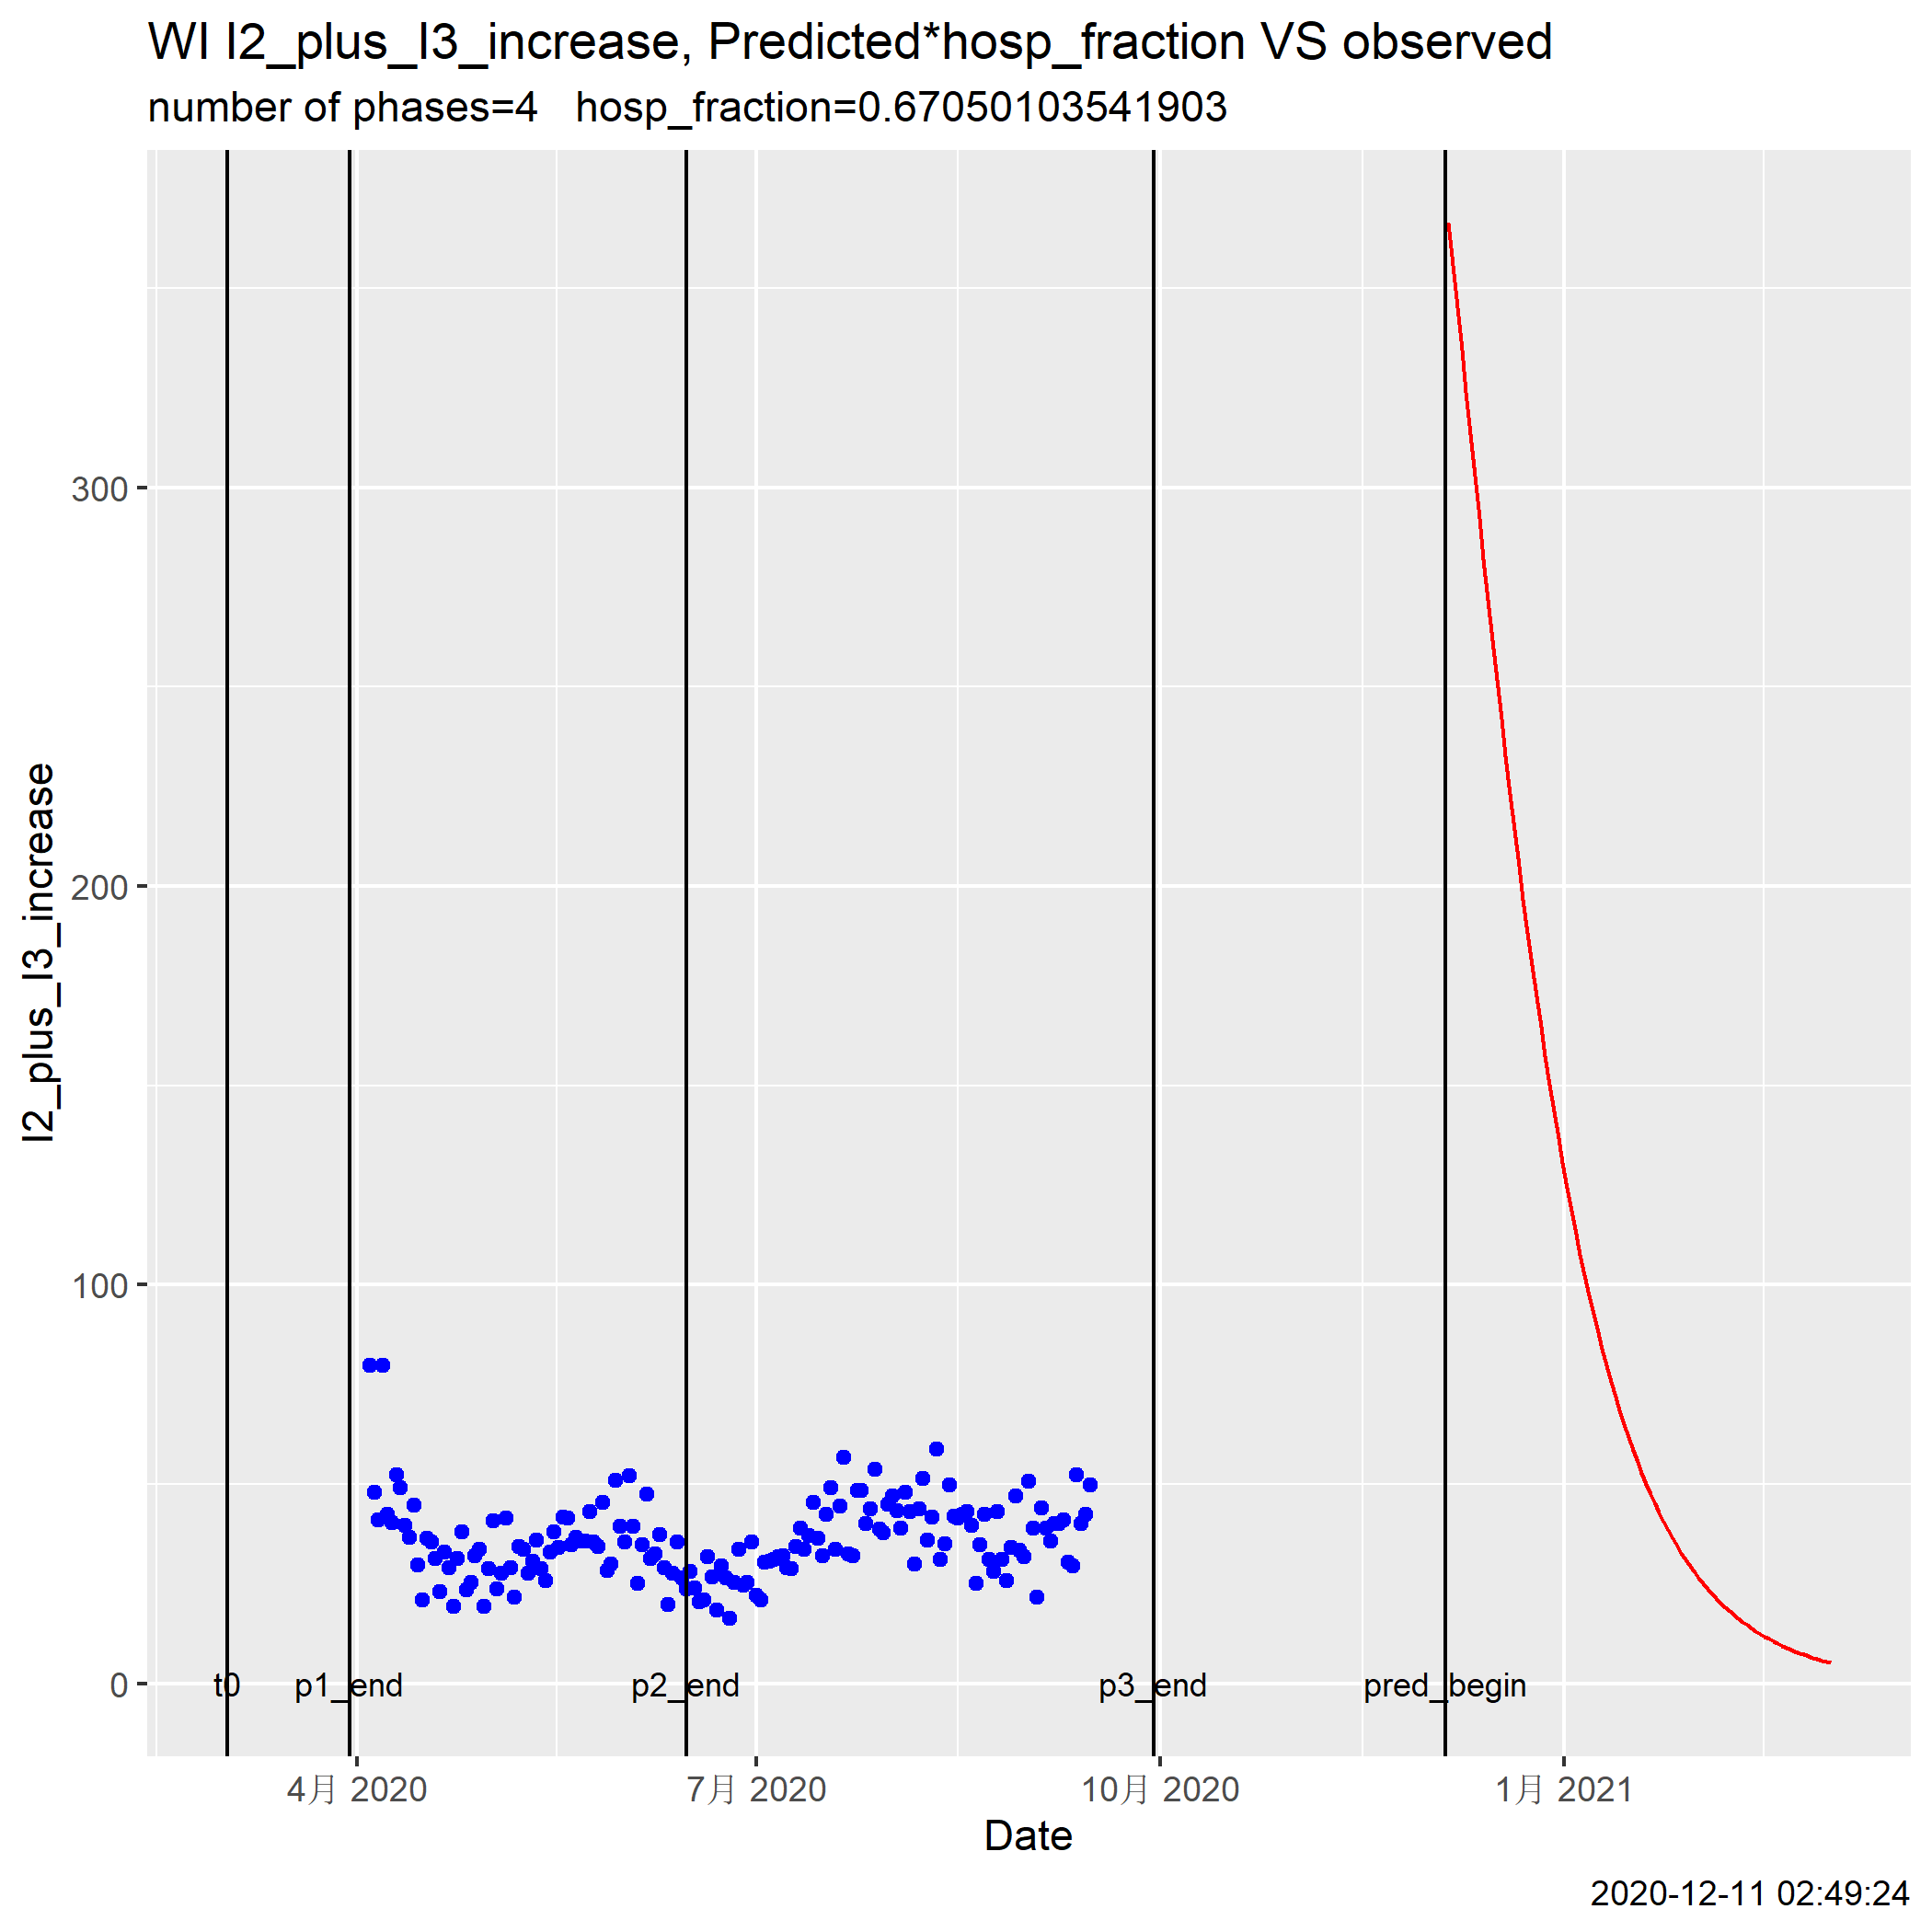 WI I2_plus_I3_increase, Predicted*hosp_fraction VS observed
number of phases=4   hosp_fraction=0.67050103541903
I2_plus_I3_increase
300
200
100
0
t0
p1_end
p2_end
p3_end
pred_begin
4月 2020
7月 2020
10月 2020
1月 2021
Date
2020-12-11 02:49:24